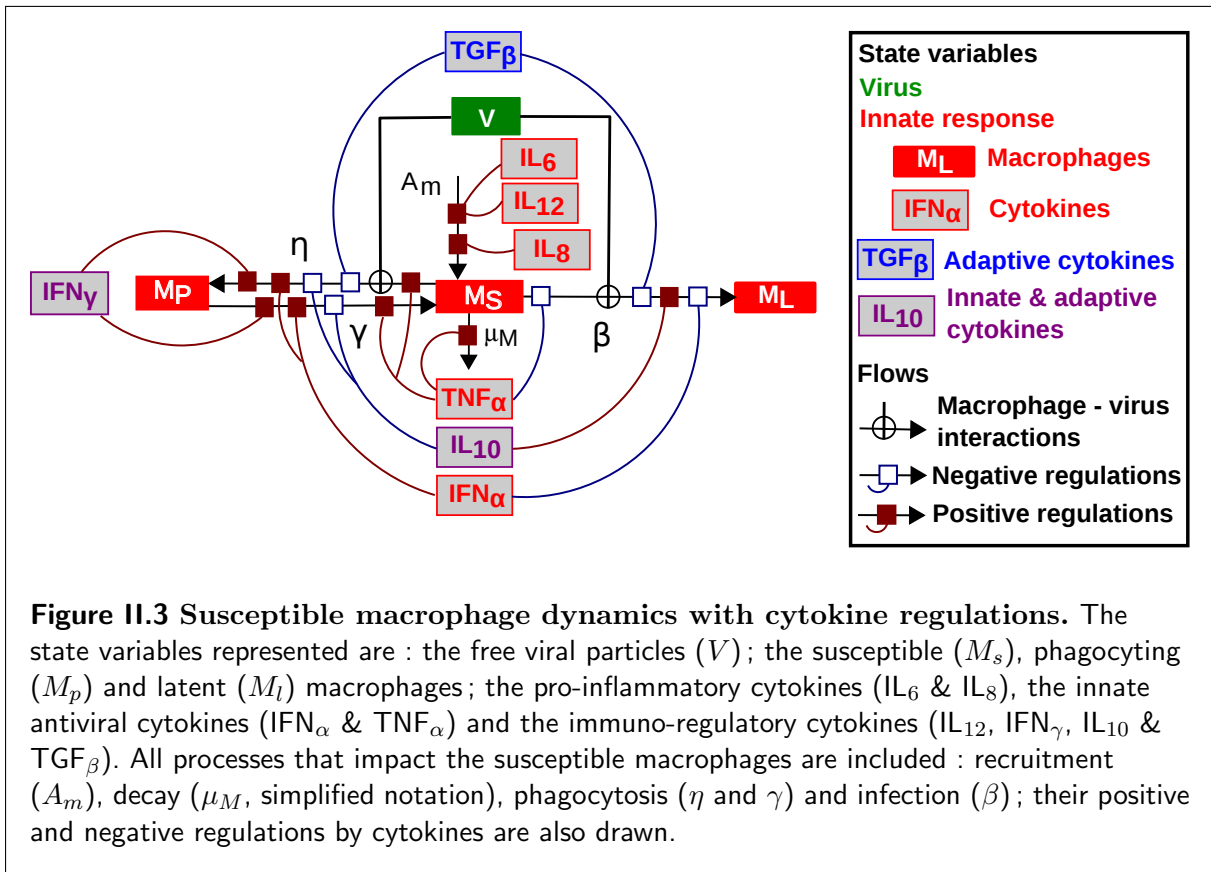 TGFβ
V
IL6
Am
IL12
IL8
η
IFNγ
MP
MS
ML
γ
μM
β
TNFα
IL10
IFNα
State variables
Virus
Innate response
ML Macrophages
IFNα Cytokines
TGFβ Adaptive cytokines
IL10 Innate & adaptive
cytokines
Flows
Macrophage - virus
interactions
Negative regulations
Positive regulations
Figure II.3 Susceptible macrophage dynamics with cytokine regulations. The
state variables represented are : the free viral particles (V) ; the susceptible (Ms), phagocyting
(Mp) and latent (Ml) macrophages ; the pro-inflammatory cytokines (IL6 & IL8), the innate
antiviral cytokines (IFNα & TNFα) and the immuno-regulatory cytokines (IL12, IFNγ, IL10 &
TGFβ). All processes that impact the susceptible macrophages are included : recruitment
(Am), decay (μM, simplified notation), phagocytosis (η and γ) and infection (β) ; their positive
and negative regulations by cytokines are also drawn.